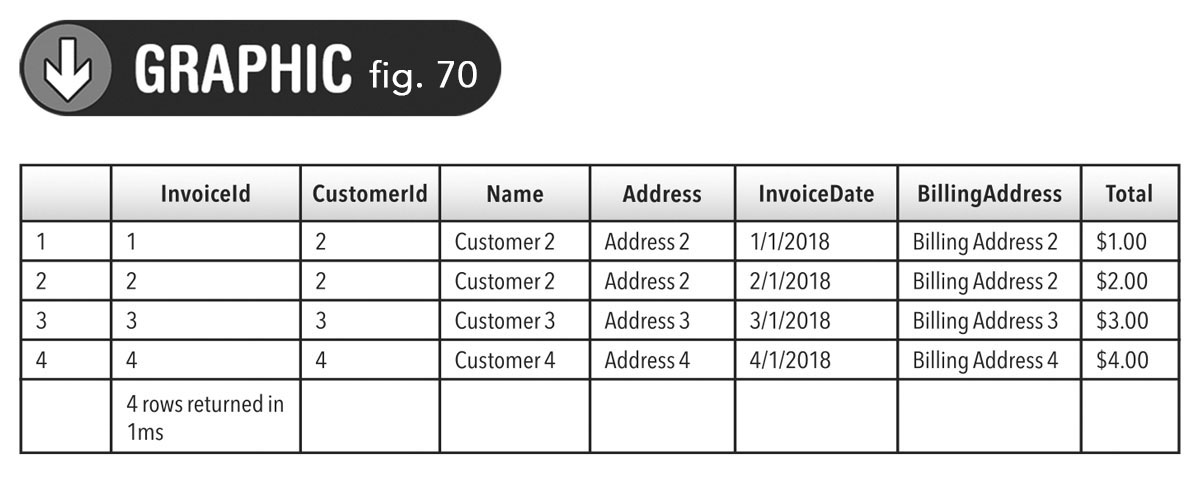 GRAPHIC fig. 70
InvoiceId CustomerId Name Address InvoiceDate BillingAddress Total
1 1 2 Customer 2 Address 2 1/1/2018 Billing Address 2 $1.00
2 2 2 Customer 2 Address 2 2/1/2018 Billing Address 2 $2.00
3 3 3 Customer 3 Address 3 3/1/2018 Billing Address 3 $3.00
4 4 4 Customer 4 Address 4 4/1/2018 Billing Address 4 $4.00
4 rows returned in
1ms